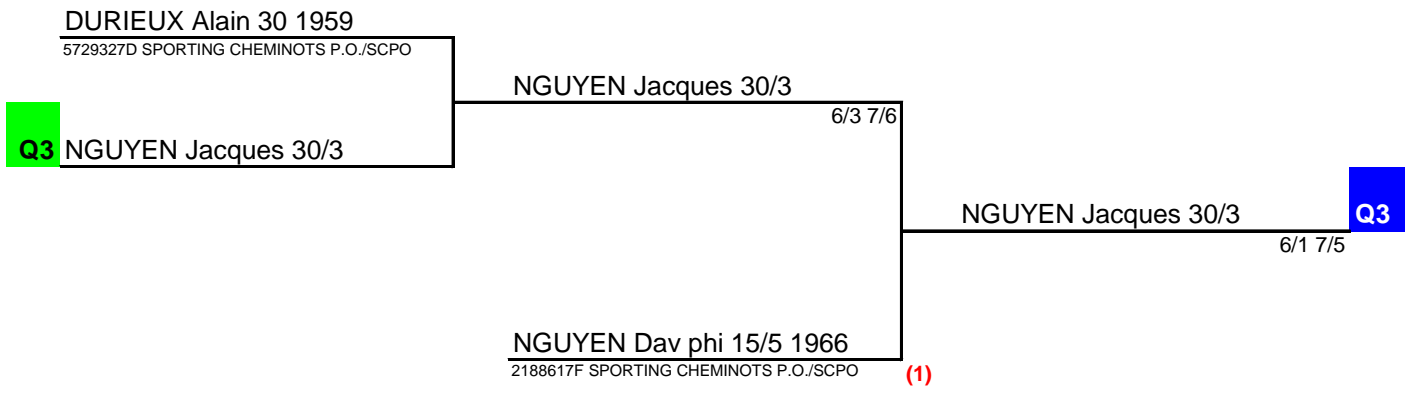 DURIEUX Alain 30 1959
5729327D SPORTING CHEMINOTS P.O./SCPO
NGUYEN Jacques 30/3
6/3 7/6
Q3 NGUYEN Jacques 30/3
NGUYEN Jacques 30/3
Q3
6/1 7/5
NGUYEN Dav phi 15/5 1966
2188617F SPORTING CHEMINOTS P.O./SCPO
(1)